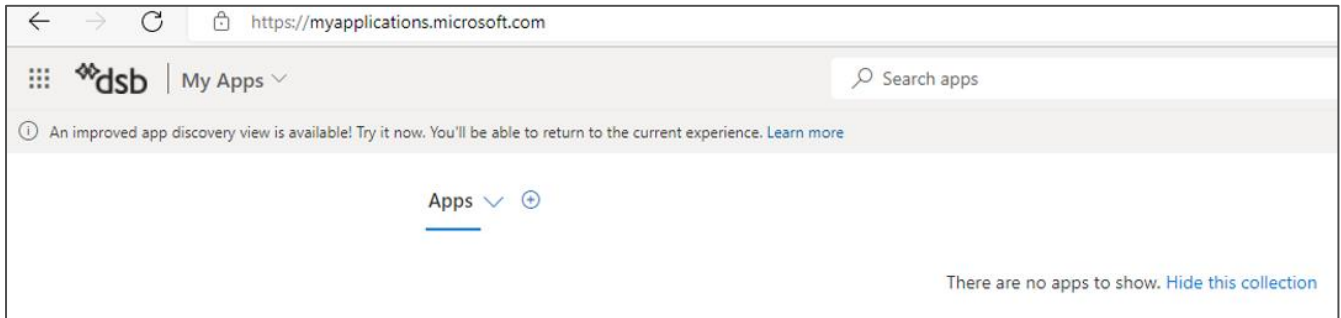 https://myapplications.microsoft.com
dsb My Apps
Search apps
An improved app discovery view is available! Try it now. You'll be able to return to the current experience. Learn more
Apps
There are no apps to show. Hide this collection